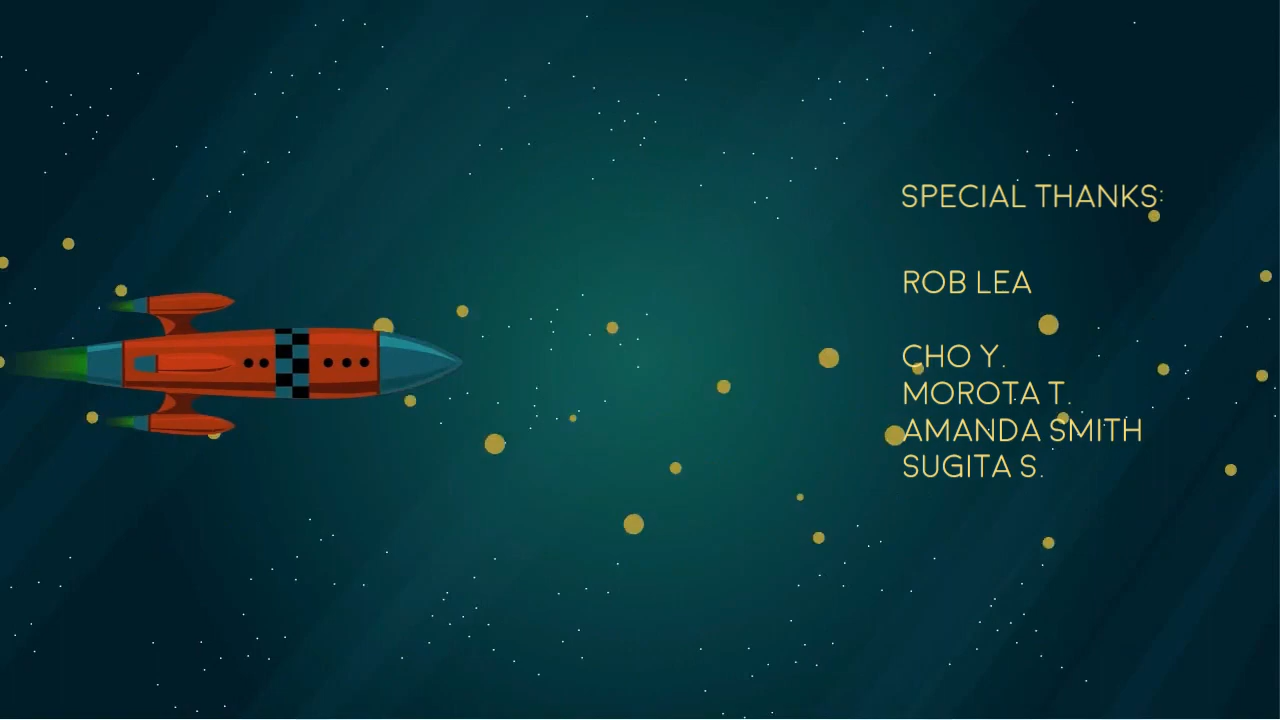 SPECIAL THANKS:
ROB LEA
CHO Y.
MOROTA T.
AMANDA SMITH
SUGITA S.